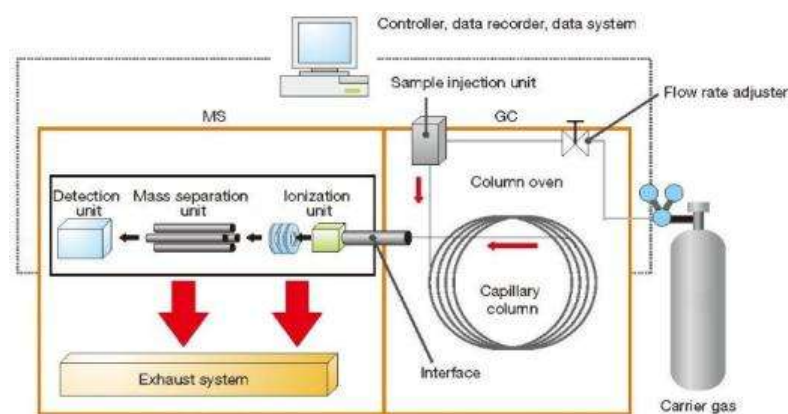 Controller, data recorder, data system
Sample injection unit
Flow rate adjuster
MS
GC
Column oven
Detection
unit
Mass separation
unit
Ionization
unit
Capillary
column
Interface
Exhaust system
Carrier gas